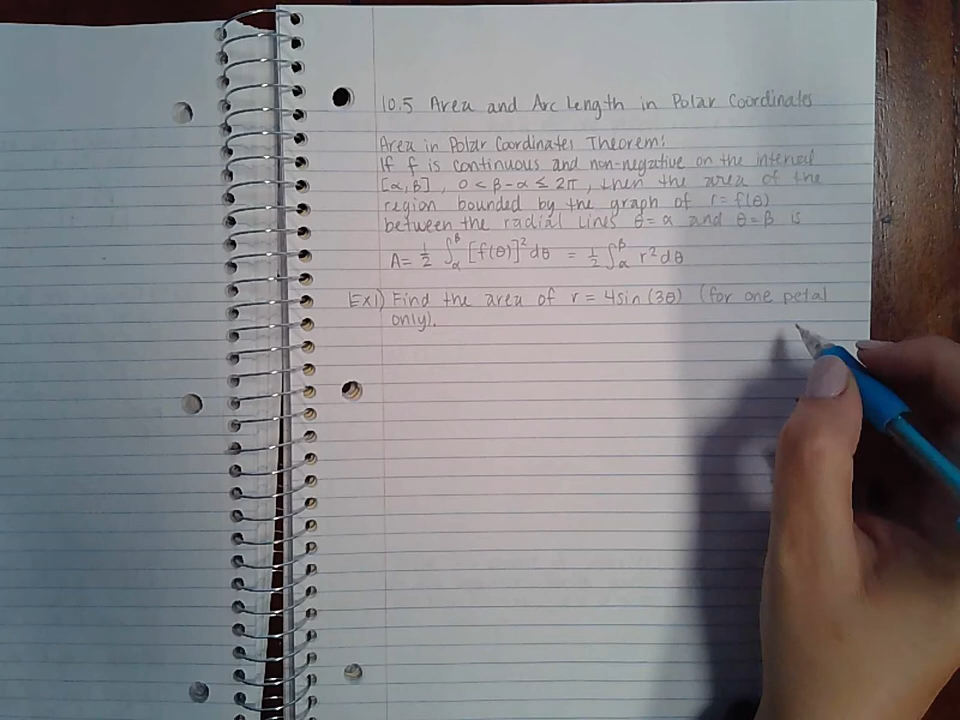 10.5 Area and Arc Length in Polar Coordinates
Area in Polar Coordinates Theorem:
If f is continuous and non-negative on the interval
[α,β], 0 < β-α ≤ 2π, then the area of the
region bounded by the graph of r=f(θ)
between the radial lines θ=α and θ=β is
A= 1/2 ∫_α^β [f(θ)]² dθ = 1/2 ∫_α^β r² dθ
Ex1) Find the area of r = 4sin(3θ) (for one petal
only).